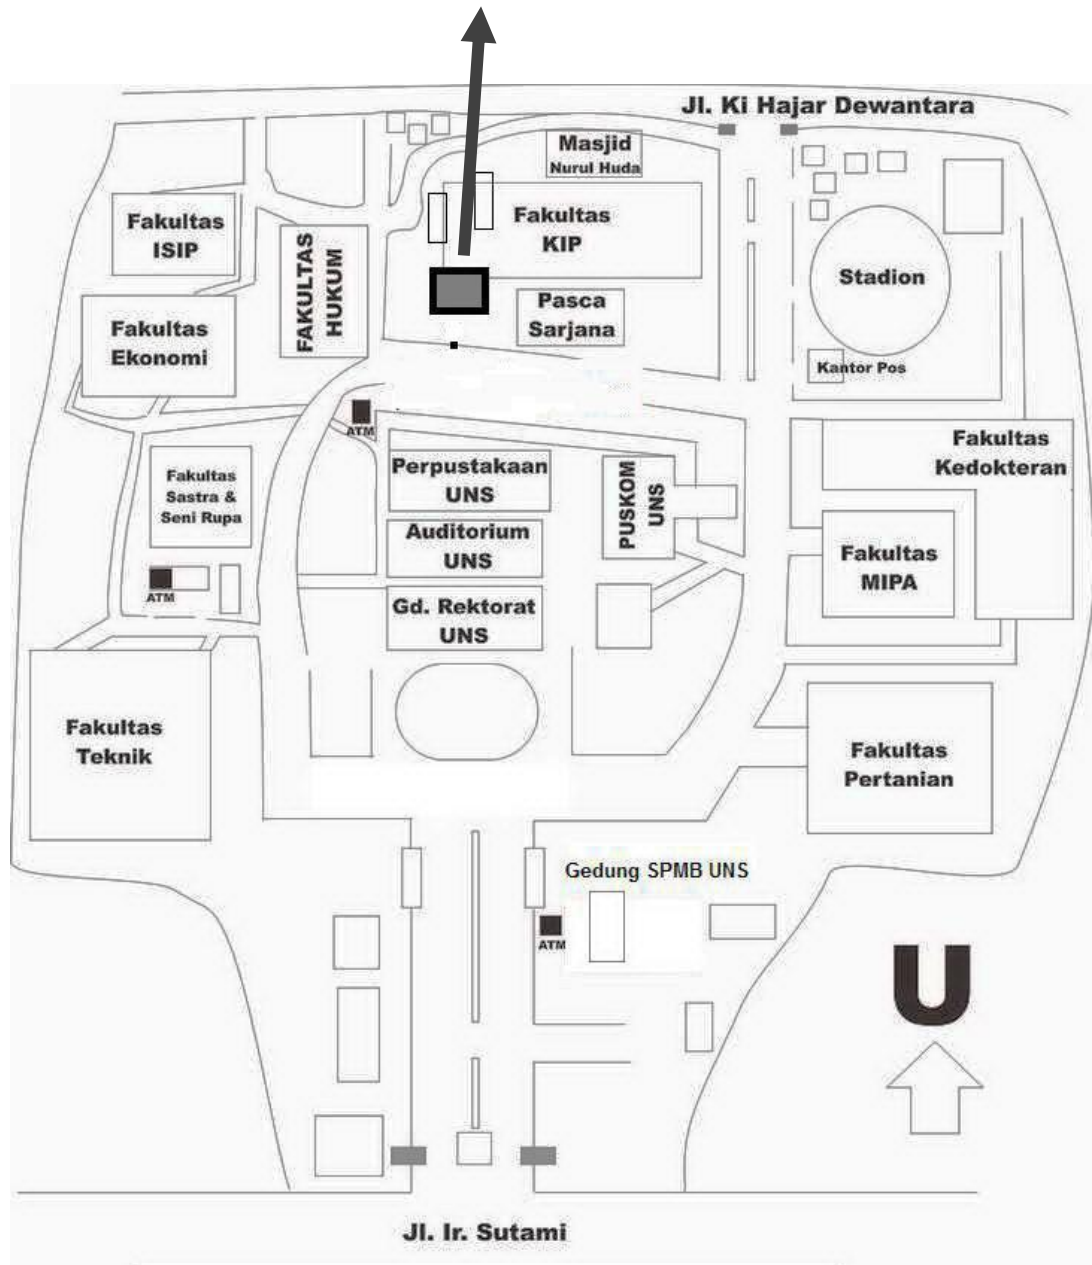 Jl. Ki Hajar Dewantara
Masjid
Nurul Huda
Fakultas
ISIP
FAKULTAS
HUKUM
Fakultas
KIP
Stadion
Fakultas
Ekonomi
Pasca
Sarjana
Kantor Pos
ATM
Fakultas
Sastra &
Seni Rupa
Perpustakaan
UNS
PUSKOM
UNS
Fakultas
Kedokteran
Auditorium
UNS
Fakultas
MIPA
ATM
Gd. Rektorat
UNS
Fakultas
Teknik
Fakultas
Pertanian
Gedung SPMB UNS
ATM
U
Jl. Ir. Sutami